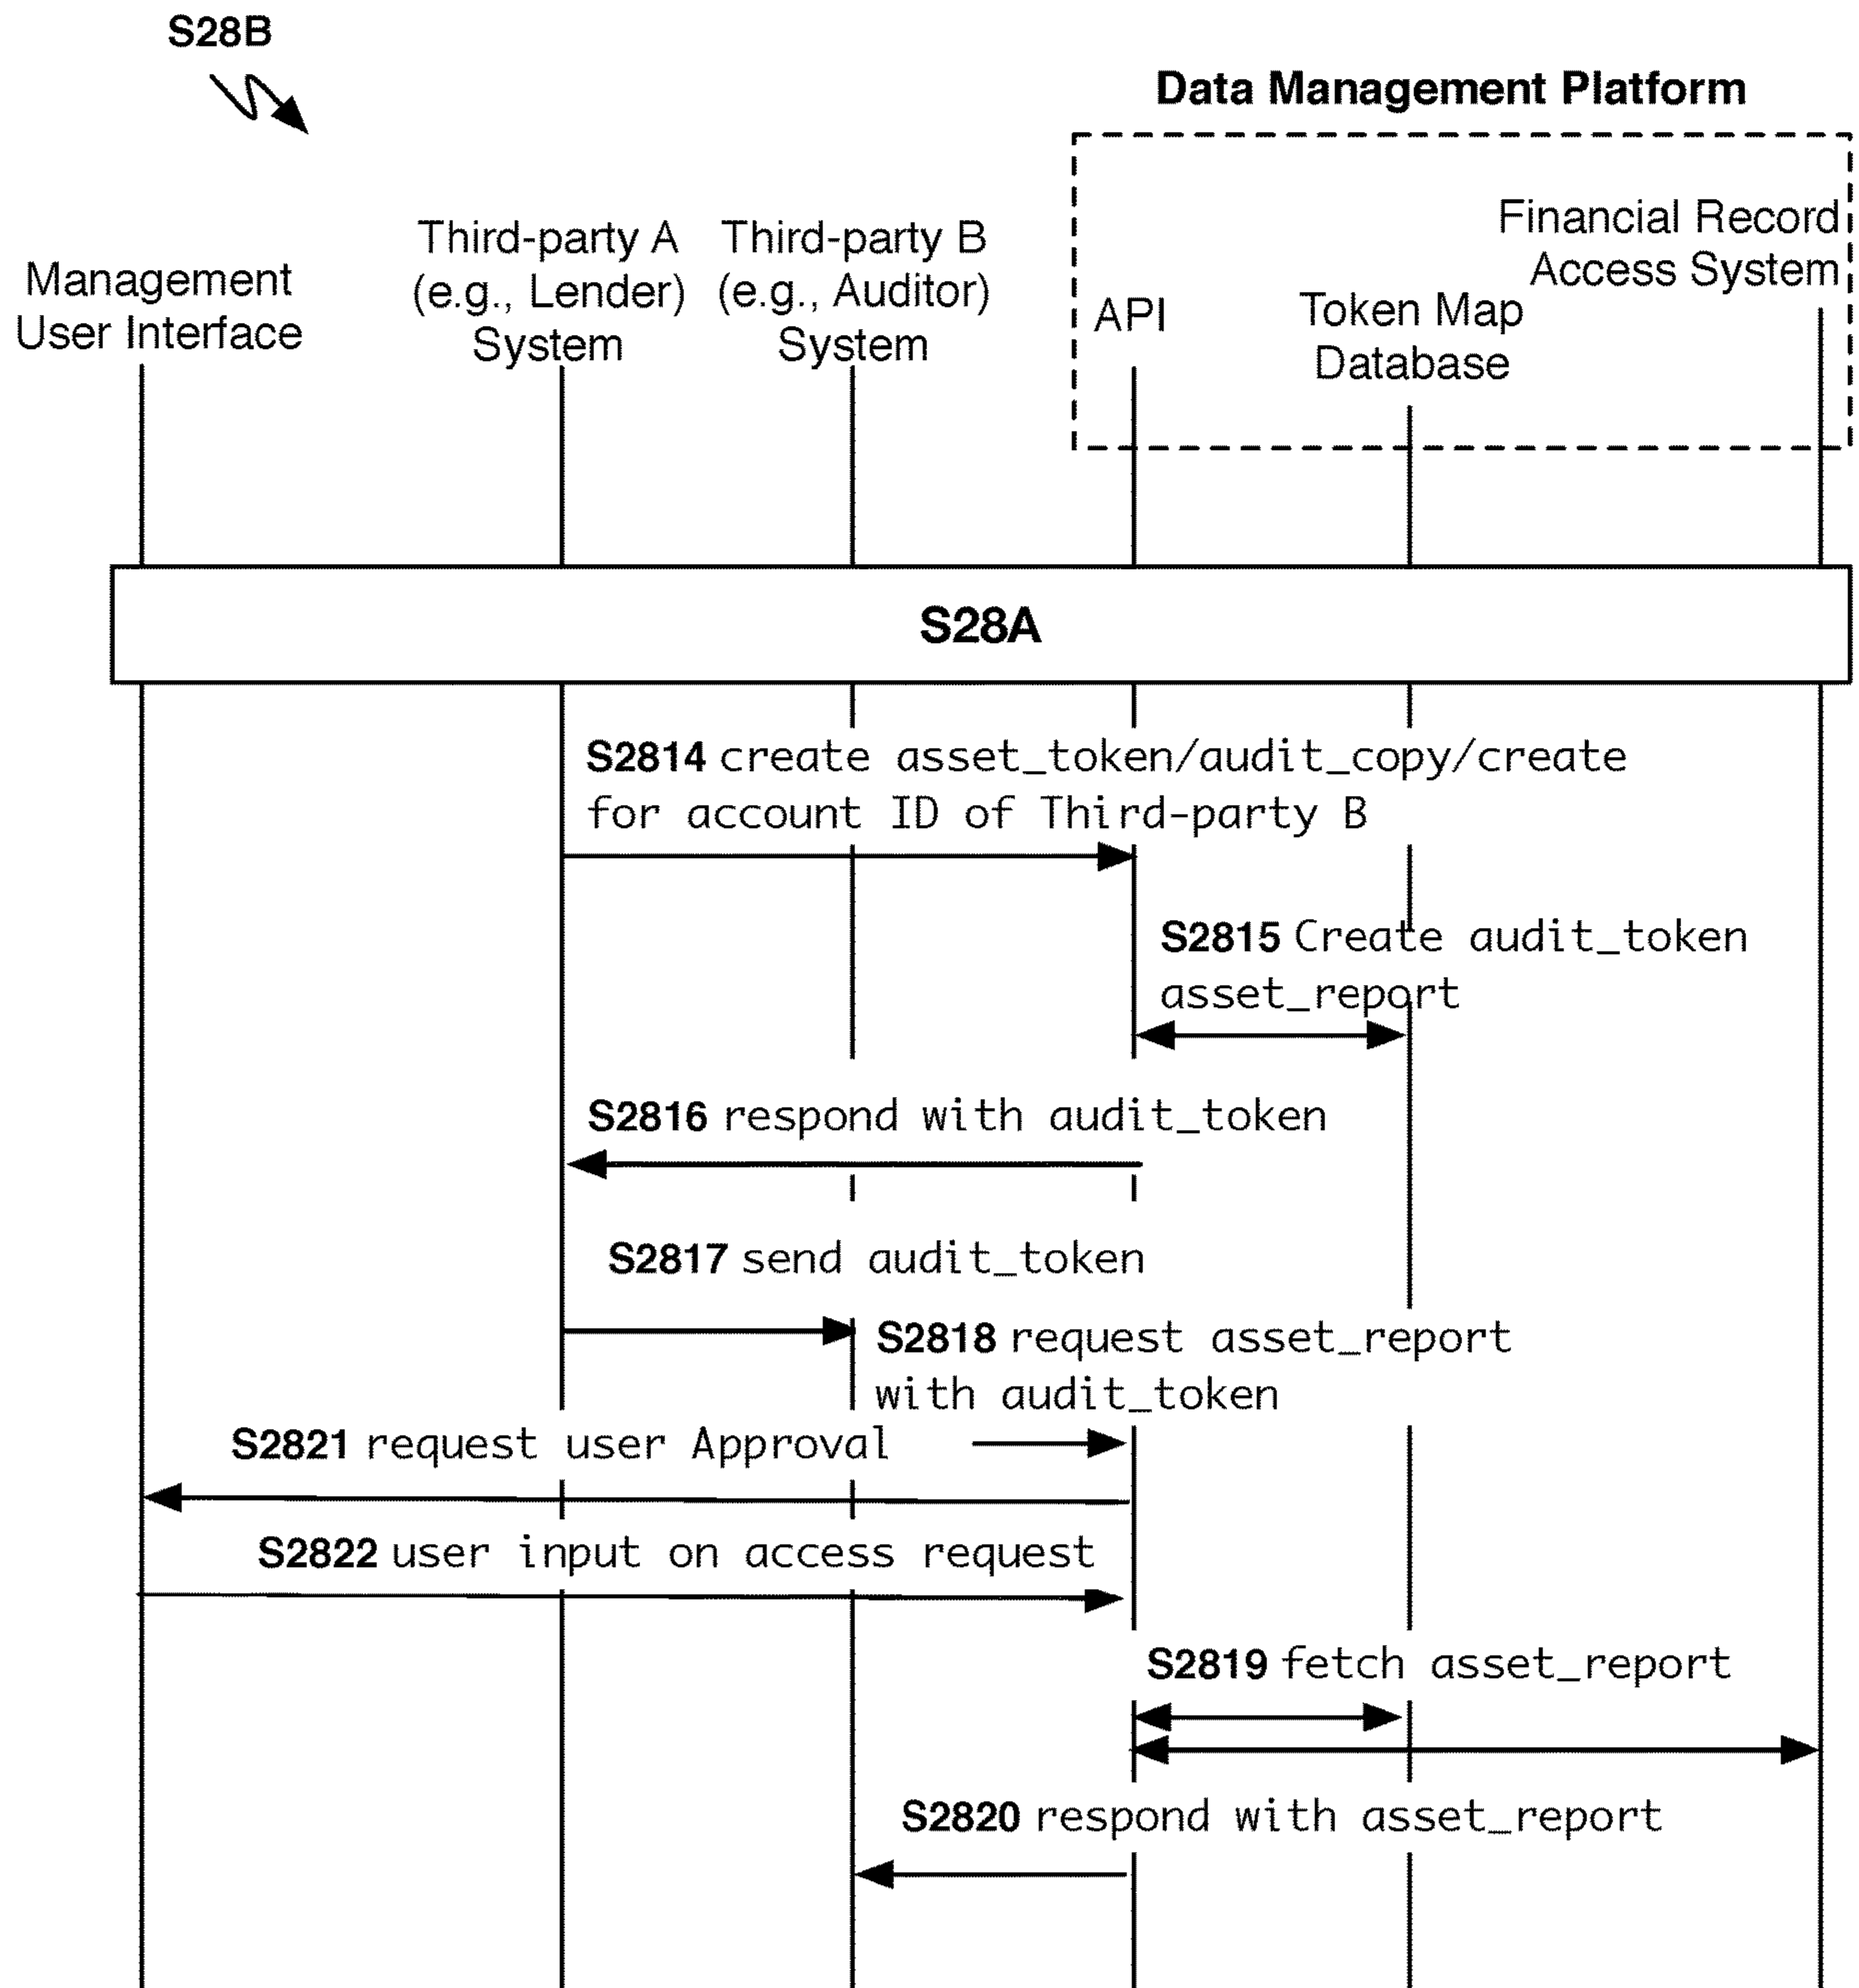 S28B
Data Management Platform
Management
User Interface
Third-party A
(e.g., Lender)
System
Third-party B
(e.g., Auditor)
System
API
Token Map
Database
Financial Record
Access System
S28A
S2814 create asset_token/audit_copy/create
for account ID of Third-party B
S2815 Create audit_token
asset_report
S2816 respond with audit_token
S2817 send audit_token
S2818 request asset_report
with audit_token
S2821 request user Approval
S2822 user input on access request
S2819 fetch asset_report
S2820 respond with asset_report